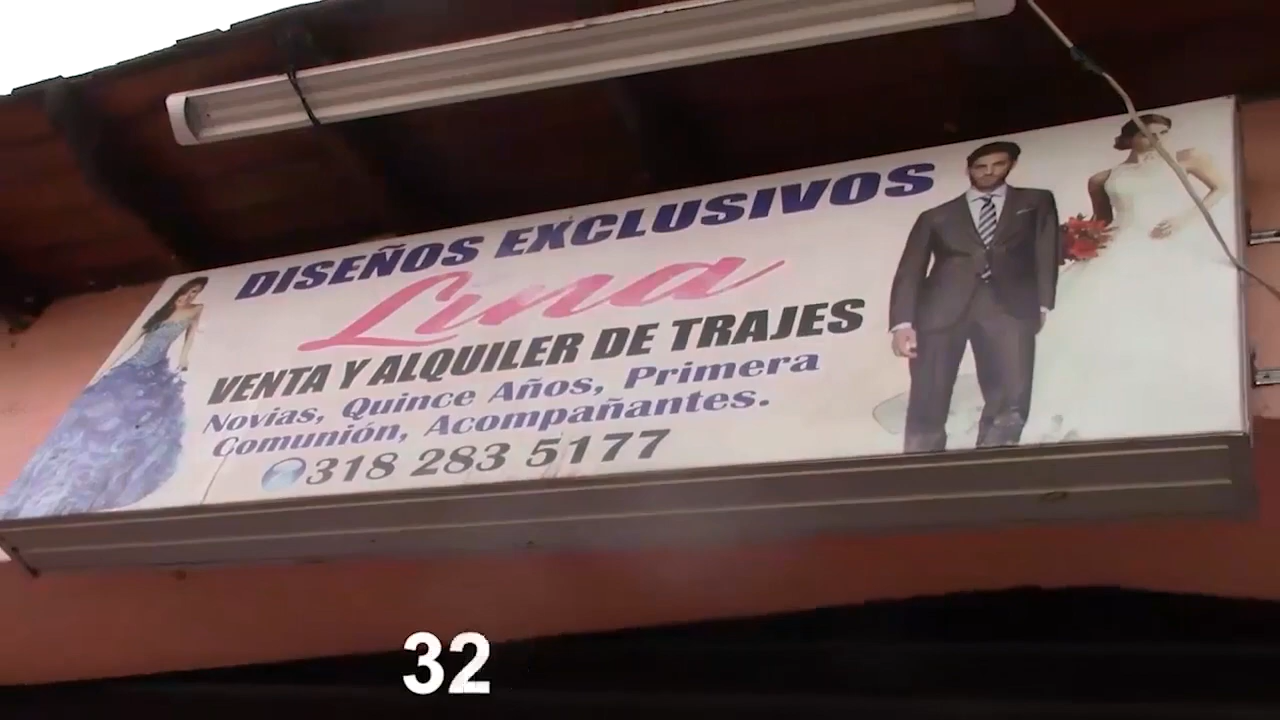 DISEÑOS EXCLUSIVOS
Lina
VENTA Y ALQUILER DE TRAJES
Novias, Quince Años, Primera
Comunión, Acompañantes.
318 283 5177
32